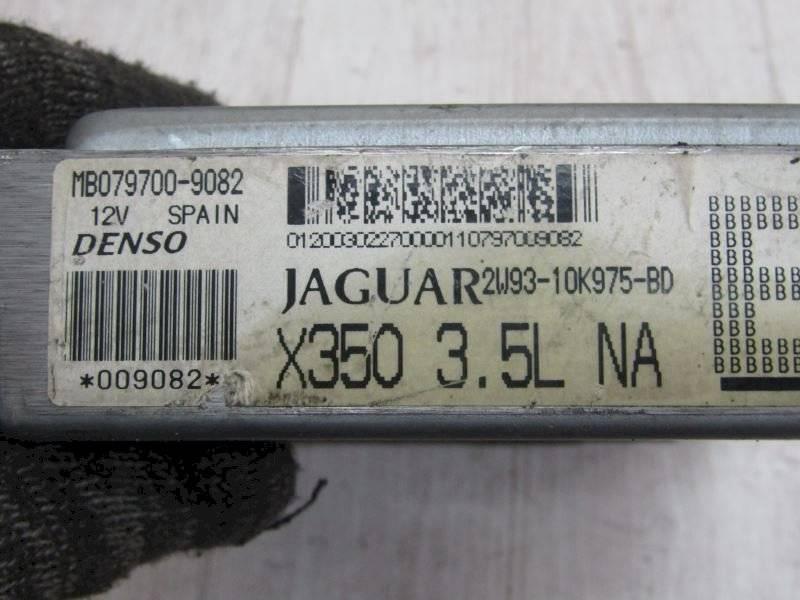 MB079700-9082
12V SPAIN
DENSO
*009082*
01200302270000110797009082
JAGUAR 2W93-10K975-BD
X350 3.5L NA